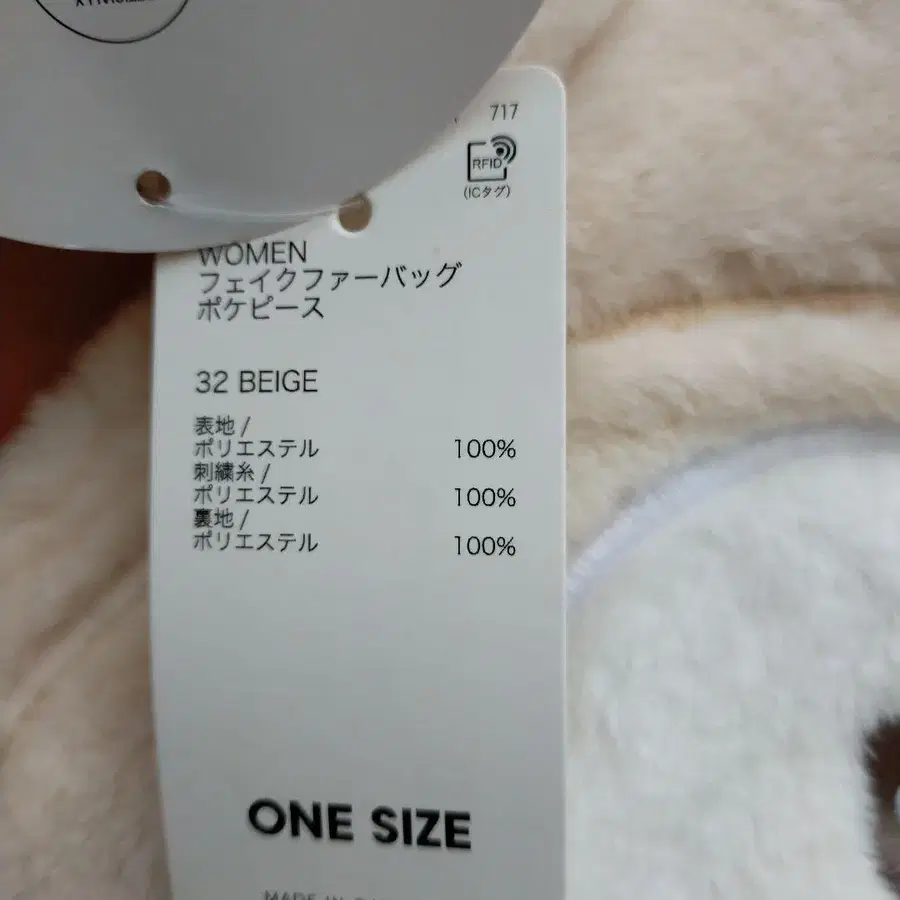 717
RFID
(ICタグ)
WOMEN
フェイクファーバッグ
ポケピース
32 BEIGE
表地 /
ポリエステル 100%
刺繍糸 /
ポリエステル 100%
裏地 /
ポリエステル 100%
ONE SIZE
MADE IN